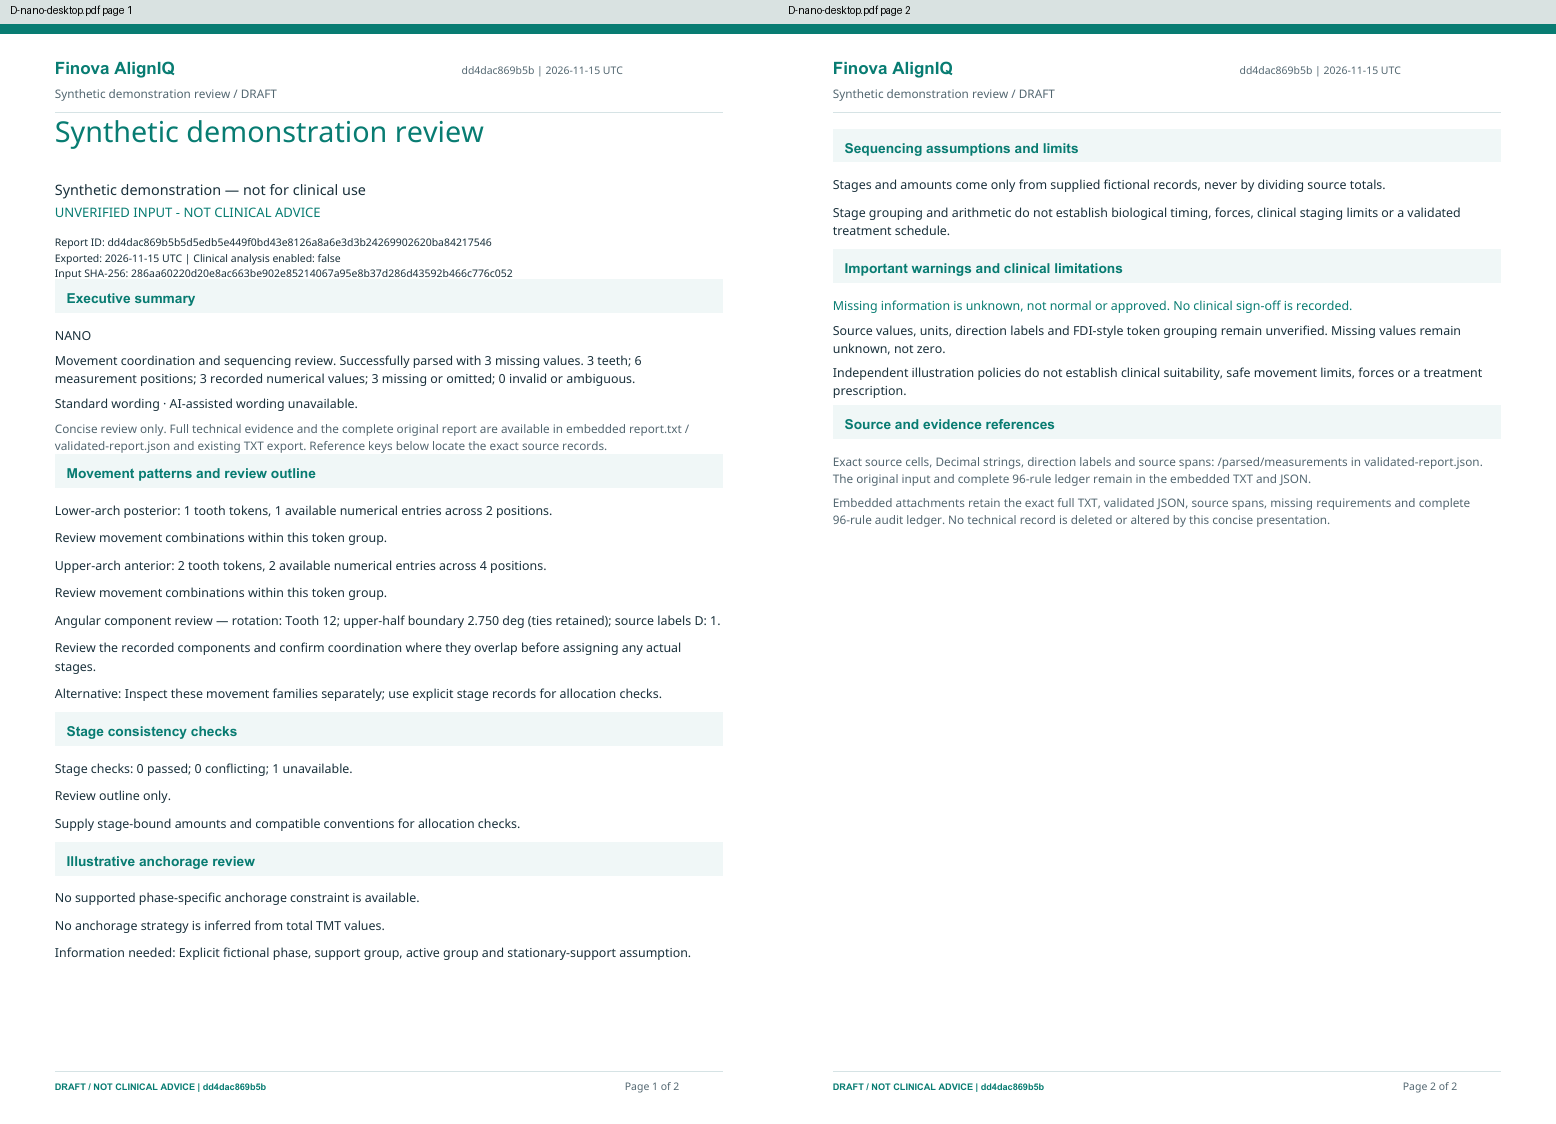 D-nano-desktop.pdf page 1
Finova AlignIQ
dd4dac869b5b | 2026-11-15 UTC
Synthetic demonstration review / DRAFT
Synthetic demonstration review
Synthetic demonstration — not for clinical use
UNVERIFIED INPUT - NOT CLINICAL ADVICE
Report ID: dd4dac869b5b5d5edb5e449f0bd43e8126a8a6e3d3b24269902620ba84217546
Exported: 2026-11-15 UTC | Clinical analysis enabled: false
Input SHA-256: 286aa60220d20e8ac663be902e85214067a95e8b37d286d43592b466c776c052
Executive summary
NANO
Movement coordination and sequencing review. Successfully parsed with 3 missing values. 3 teeth; 6
measurement positions; 3 recorded numerical values; 3 missing or omitted; 0 invalid or ambiguous.
Standard wording · AI-assisted wording unavailable.
Concise review only. Full technical evidence and the complete original report are available in embedded report.txt /
validated-report.json and existing TXT export. Reference keys below locate the exact source records.
Movement patterns and review outline
Lower-arch posterior: 1 tooth tokens, 1 available numerical entries across 2 positions.
Review movement combinations within this token group.
Upper-arch anterior: 2 tooth tokens, 2 available numerical entries across 4 positions.
Review movement combinations within this token group.
Angular component review — rotation: Tooth 12; upper-half boundary 2.750 deg (ties retained); source labels D: 1.
Review the recorded components and confirm coordination where they overlap before assigning any actual
stages.
Alternative: Inspect these movement families separately; use explicit stage records for allocation checks.
Stage consistency checks
Stage checks: 0 passed; 0 conflicting; 1 unavailable.
Review outline only.
Supply stage-bound amounts and compatible conventions for allocation checks.
Illustrative anchorage review
No supported phase-specific anchorage constraint is available.
No anchorage strategy is inferred from total TMT values.
Information needed: Explicit fictional phase, support group, active group and stationary-support assumption.
DRAFT / NOT CLINICAL ADVICE | dd4dac869b5b
Page 1 of 2
D-nano-desktop.pdf page 2
Finova AlignIQ
dd4dac869b5b | 2026-11-15 UTC
Synthetic demonstration review / DRAFT
Sequencing assumptions and limits
Stages and amounts come only from supplied fictional records, never by dividing source totals.
Stage grouping and arithmetic do not establish biological timing, forces, clinical staging limits or a validated
treatment schedule.
Important warnings and clinical limitations
Missing information is unknown, not normal or approved. No clinical sign-off is recorded.
Source values, units, direction labels and FDI-style token grouping remain unverified. Missing values remain
unknown, not zero.
Independent illustration policies do not establish clinical suitability, safe movement limits, forces or a treatment
prescription.
Source and evidence references
Exact source cells, Decimal strings, direction labels and source spans: /parsed/measurements in validated-report.json.
The original input and complete 96-rule ledger remain in the embedded TXT and JSON.
Embedded attachments retain the exact full TXT, validated JSON, source spans, missing requirements and complete
96-rule audit ledger. No technical record is deleted or altered by this concise presentation.
DRAFT / NOT CLINICAL ADVICE | dd4dac869b5b
Page 2 of 2